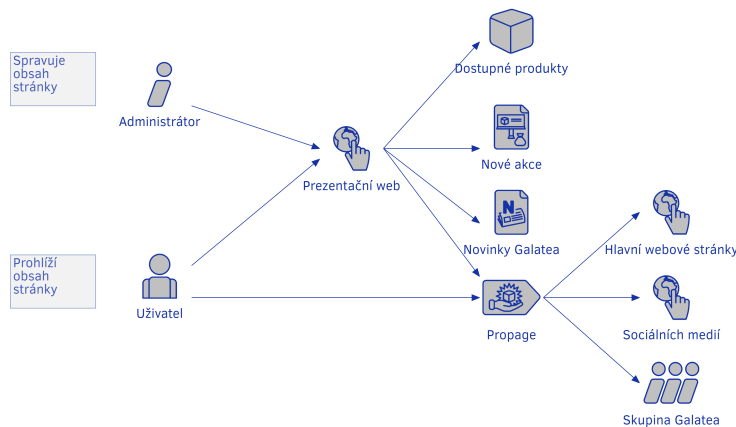 Spravuje
obsah
stránky
Administrátor
Prezentační web
Dostupné produkty
Nové akce
Novinky Galatea
Prohlíží
obsah
stránky
Uživatel
Propage
Hlavní webové stránky
Sociálních medií
Skupina Galatea